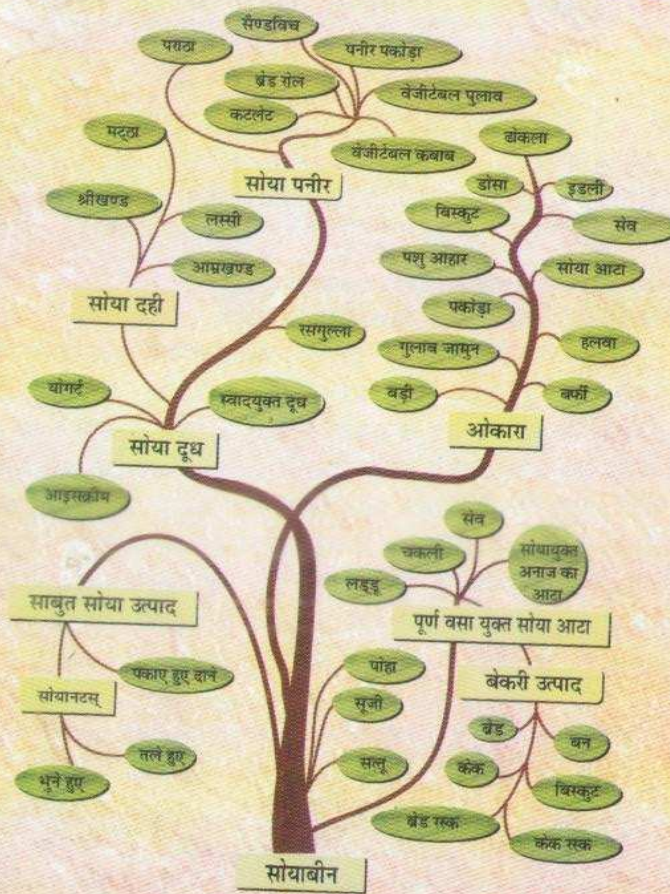 सैण्डविच
पराठा
पनीर पकोड़ा
ब्रेड रोल
वेजीटेबल पुलाव
कटलेट
मट्ठा
ढोकला
वेजीटेबल कबाब
सोया पनीर
डोसा
इडली
श्रीखण्ड
लस्सी
बिस्कुट
सेव
आम्रखण्ड
पशु आहार
सोया आटा
सोया दही
पकोड़ा
रसगुल्ला
हलवा
गुलाब जामुन
योगर्ट
स्वादयुक्त दूध
बड़ी
बर्फी
सोया दूध
ओकारा
आइसक्रीम
सेव
चकली
सोयायुक्त
अनाज का
आटा
लड्डू
साबुत सोया उत्पाद
पूर्ण वसा युक्त सोया आटा
पकाए हुए दाने
पोहा
बेकरी उत्पाद
सोयानटस्
सूजी
ब्रेड
बन
तले हुए
सत्तू
केक
भुने हुए
बिस्कुट
ब्रेड रस्क
केक रस्क
सोयाबीन